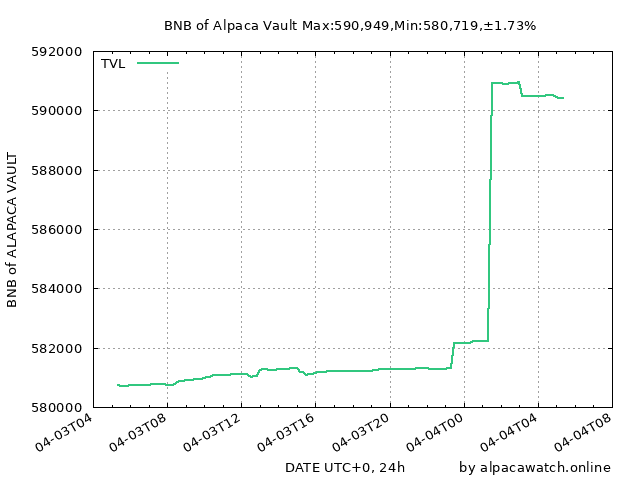 BNB of Alpaca Vault Max:590,949,Min:580,719,±1.73%
TVL
BNB of ALAPACA VAULT
592000
590000
588000
586000
584000
582000
580000
04-03T04 04-03T08 04-03T12 04-03T16 04-03T20 04-04T00 04-04T04 04-04T08
DATE UTC+0, 24h by alpacawatch.online